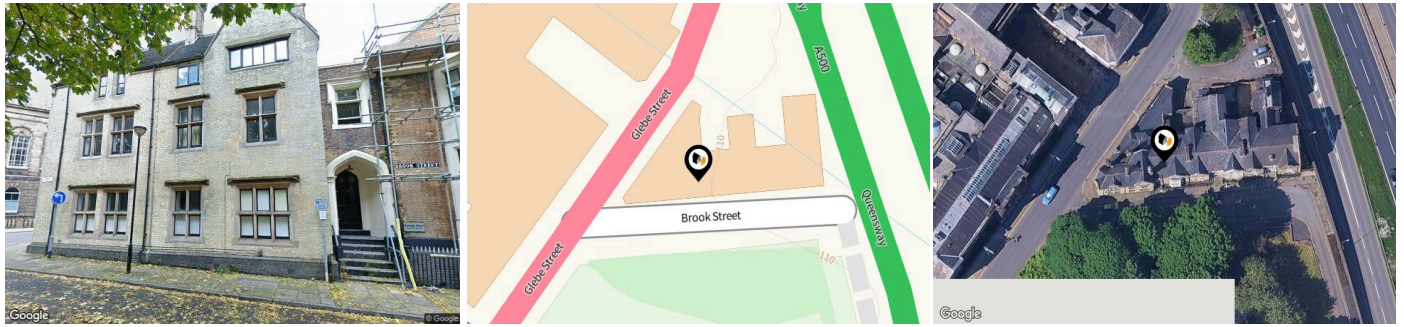 BROOK STREET
Google
© Google
Glebe Street
Glebe Street
Brook Street
A500
Queensway
110
110
Google